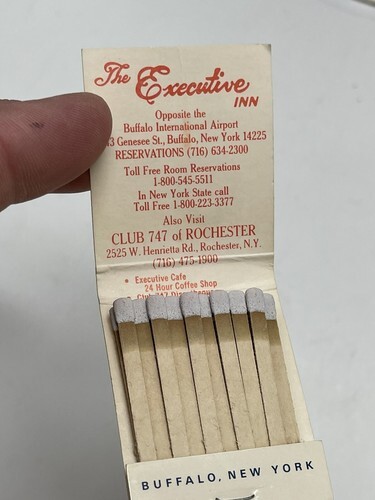 The Executive
INN
Opposite the
Buffalo International Airport
Genesee St., Buffalo, New York 14225
RESERVATIONS (716) 634-2300
Toll Free Room Reservations
1-800-545-5511
In New York State call
Toll Free 1-800-223-3377
Also Visit
CLUB 747 of ROCHESTER
2525 W. Henrietta Rd., Rochester, N.Y.
(716) 475-1900
• Executive Cafe
24 Hour Coffee Shop
• Club 747
BUFFALO, NEW YORK